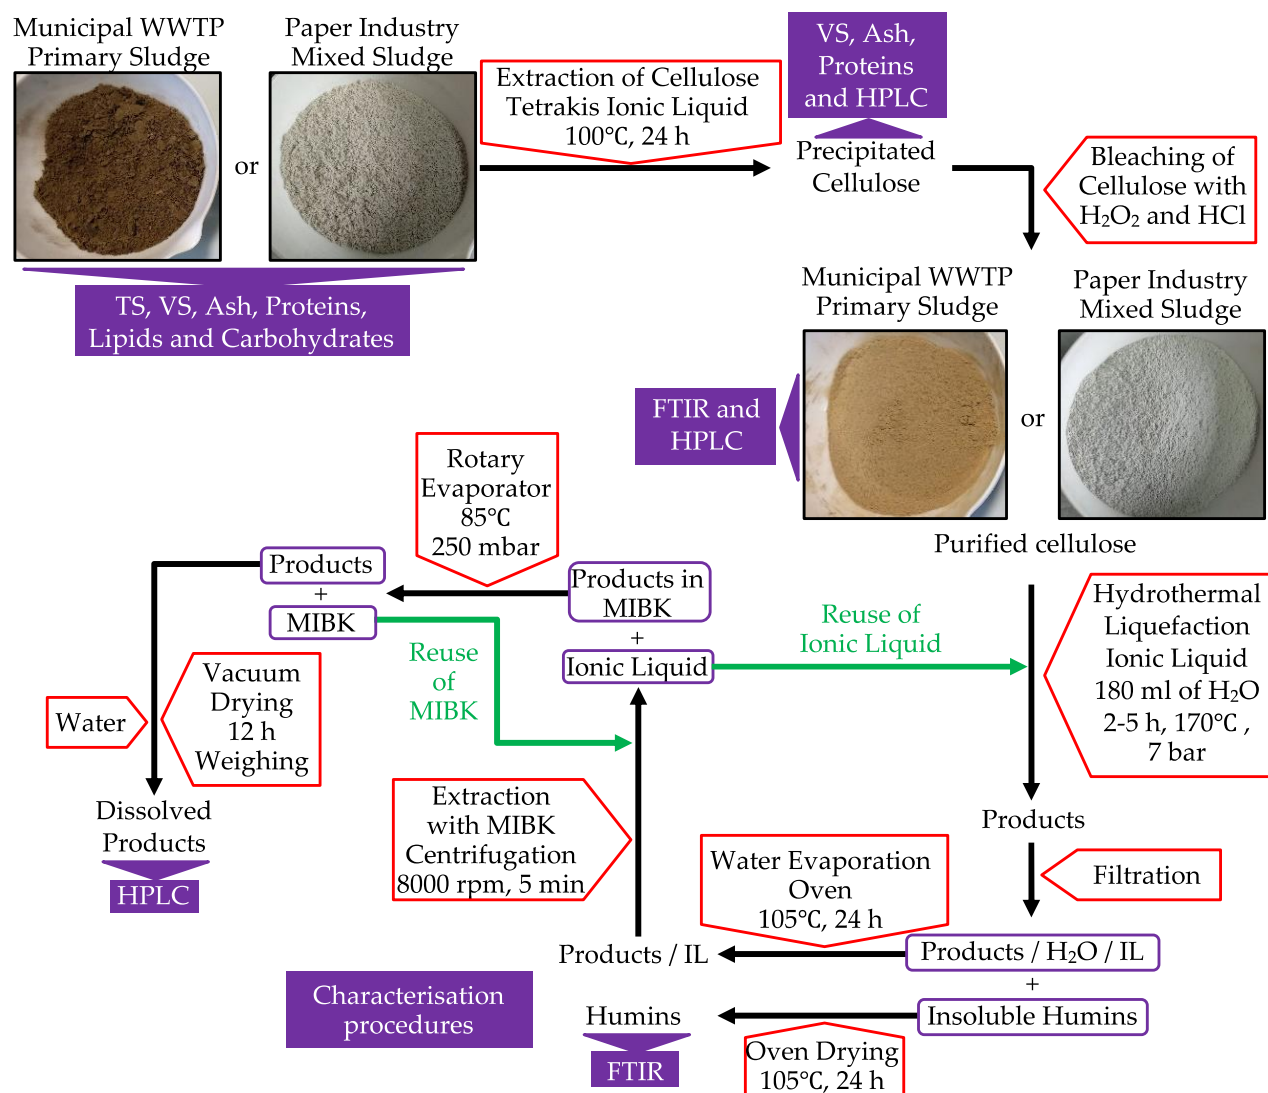 Municipal WWTP
Primary Sludge
Paper Industry
Mixed Sludge
or
Extraction of Cellulose
Tetrakis Ionic Liquid
100℃, 24 h
VS, Ash,
Proteins
and HPLC
Precipitated
Cellulose
Bleaching of
Cellulose with
H₂O₂ and HCl
TS, VS, Ash, Proteins,
Lipids and Carbohydrates
Municipal WWTP
Primary Sludge
Paper Industry
Mixed Sludge
or
FTIR and
HPLC
Purified cellulose
Rotary
Evaporator
85℃
250 mbar
Products
+
MIBK
Products in
MIBK
+
Ionic Liquid
Reuse of
Ionic Liquid
Reuse
of
MIBK
Hydrothermal
Liquefaction
Ionic Liquid
180 ml of H₂O
2-5 h, 170℃ ,
7 bar
Water
Vacuum
Drying
12 h
Weighing
Dissolved
Products
HPLC
Extraction
with MIBK
Centrifugation
8000 rpm, 5 min
Products
Filtration
Water Evaporation
Oven
105℃, 24 h
Products / IL
Products / H₂O / IL
+
Insoluble Humins
Humins
FTIR
Oven Drying
105℃, 24 h
Characterisation
procedures